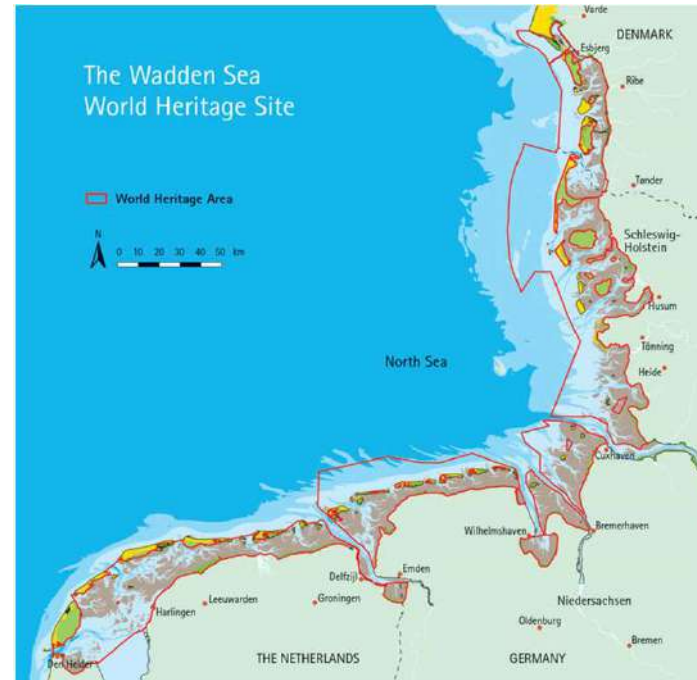 The Wadden Sea
World Heritage Site
World Heritage Area
N
0 10 20 30 40 50 km
Varde
DENMARK
Esbjerg
Ribe
Tønder
Schleswig-
Holstein
Husum
Tönning
Heide
North Sea
Cuxhaven
Wilhelmshaven
Bremerhaven
Delfzijl
Emden
Niedersachsen
Harlingen
Leeuwarden
Groningen
Oldenburg
Bremen
Den Helder
THE NETHERLANDS
GERMANY